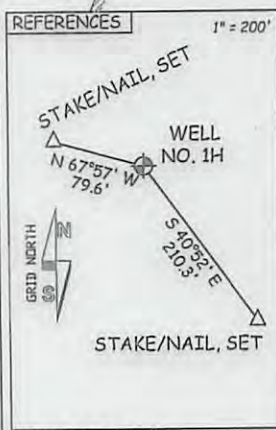 REFERENCES
1" = 200'
STAKE/NAIL, SET
WELL
NO. 1H
N 67°57' W
79.6'
S 40°52' E
210.3'
GRID NORTH
N
S
STAKE/NAIL, SET